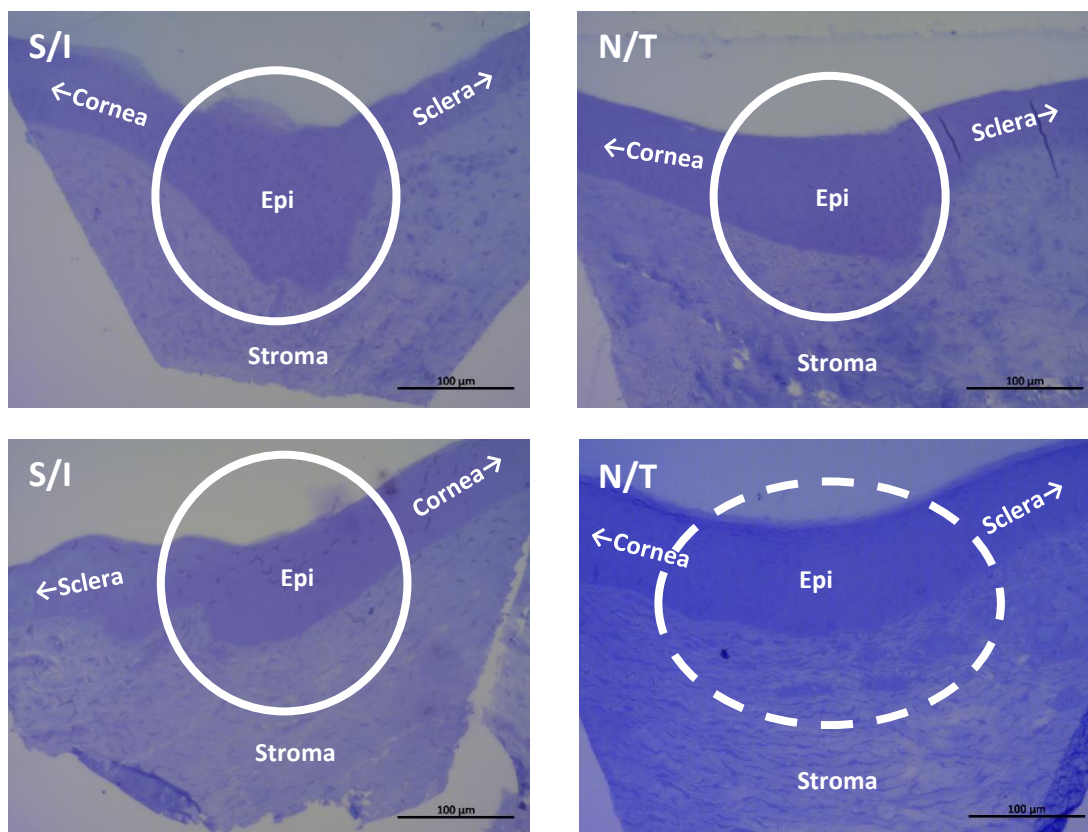 S/I
←Cornea
Sclera→
Epi
Stroma
100 µm
N/T
←Cornea
Sclera→
Epi
Stroma
100 µm
S/I
←Sclera
Cornea→
Epi
Stroma
100 µm
N/T
←Cornea
Sclera→
Epi
Stroma
100 µm